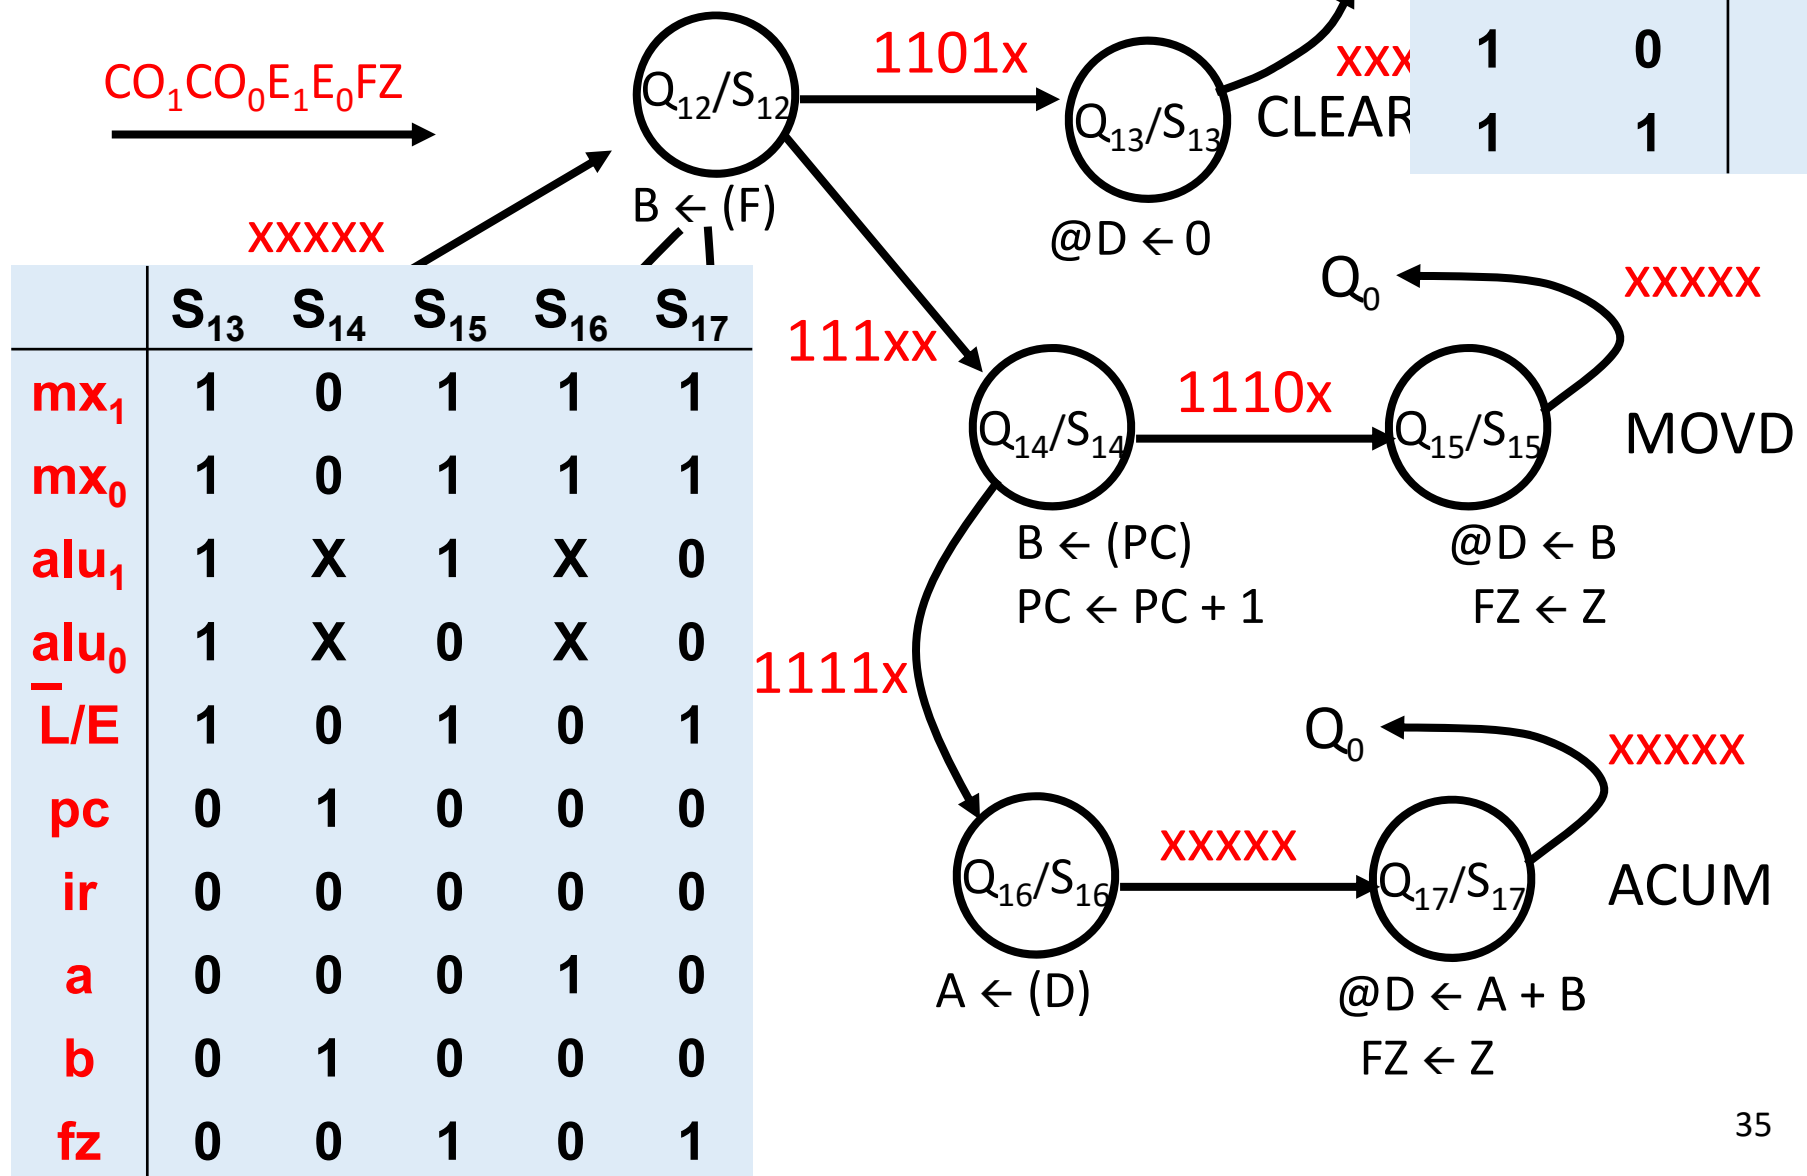 CO₁CO₀E₁E₀FZ
Q₁₂/S₁₂
B ← (F)
1101x
Q₁₃/S₁₃
@D ← 0
xxx
CLEAR
1 0
1 1
xxxxx
111xx
Q₁₄/S₁₄
B ← (PC)
PC ← PC + 1
1110x
Q₁₅/S₁₅
@D ← B
FZ ← Z
Q₀
xxxxx
MOVD
1111x
Q₁₆/S₁₆
A ← (D)
xxxxx
Q₁₇/S₁₇
@D ← A + B
FZ ← Z
Q₀
xxxxx
ACUM
S₁₃ S₁₄ S₁₅ S₁₆ S₁₇
mx₁ 1 0 1 1 1
mx₀ 1 0 1 1 1
alu₁ 1 X 1 X 0
alu₀ 1 X 0 X 0
L̅/E 1 0 1 0 1
pc 0 1 0 0 0
ir 0 0 0 0 0
a 0 0 0 1 0
b 0 1 0 0 0
fz 0 0 1 0 1
35